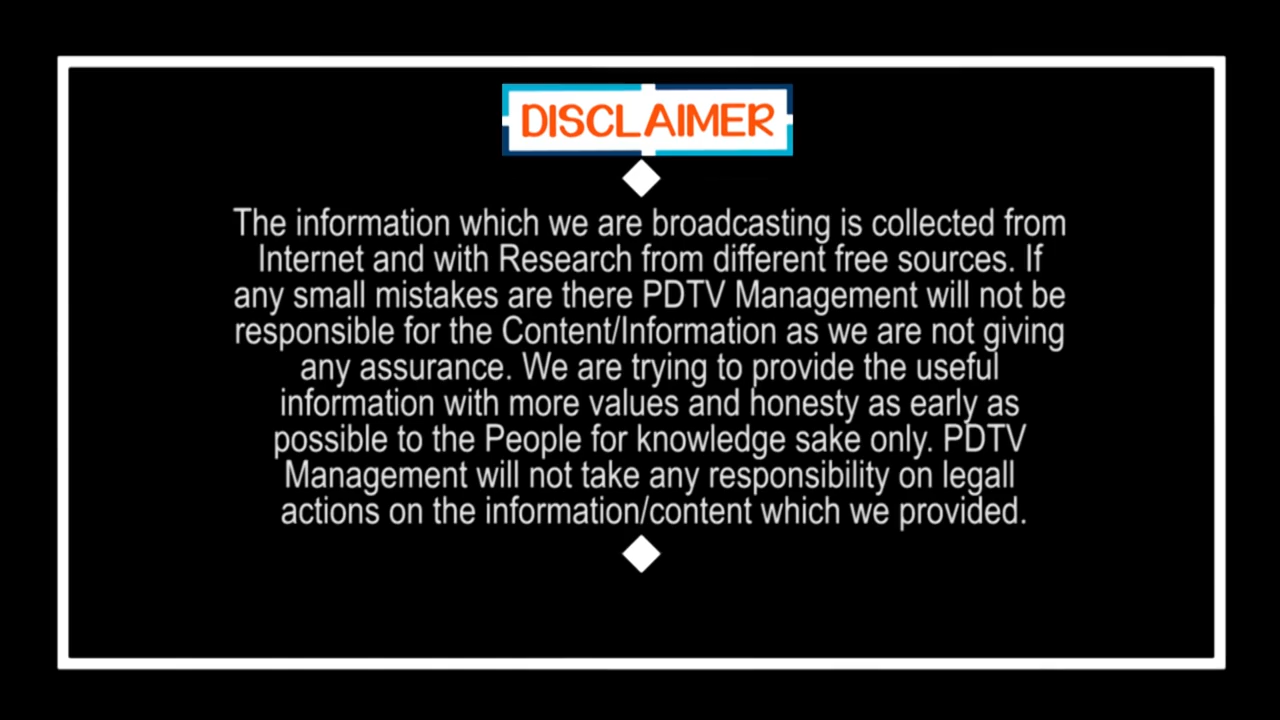 DISCLAIMER
The information which we are broadcasting is collected from
Internet and with Research from different free sources. If
any small mistakes are there PDTV Management will not be
responsible for the Content/Information as we are not giving
any assurance. We are trying to provide the useful
information with more values and honesty as early as
possible to the People for knowledge sake only. PDTV
Management will not take any responsibility on legall
actions on the information/content which we provided.